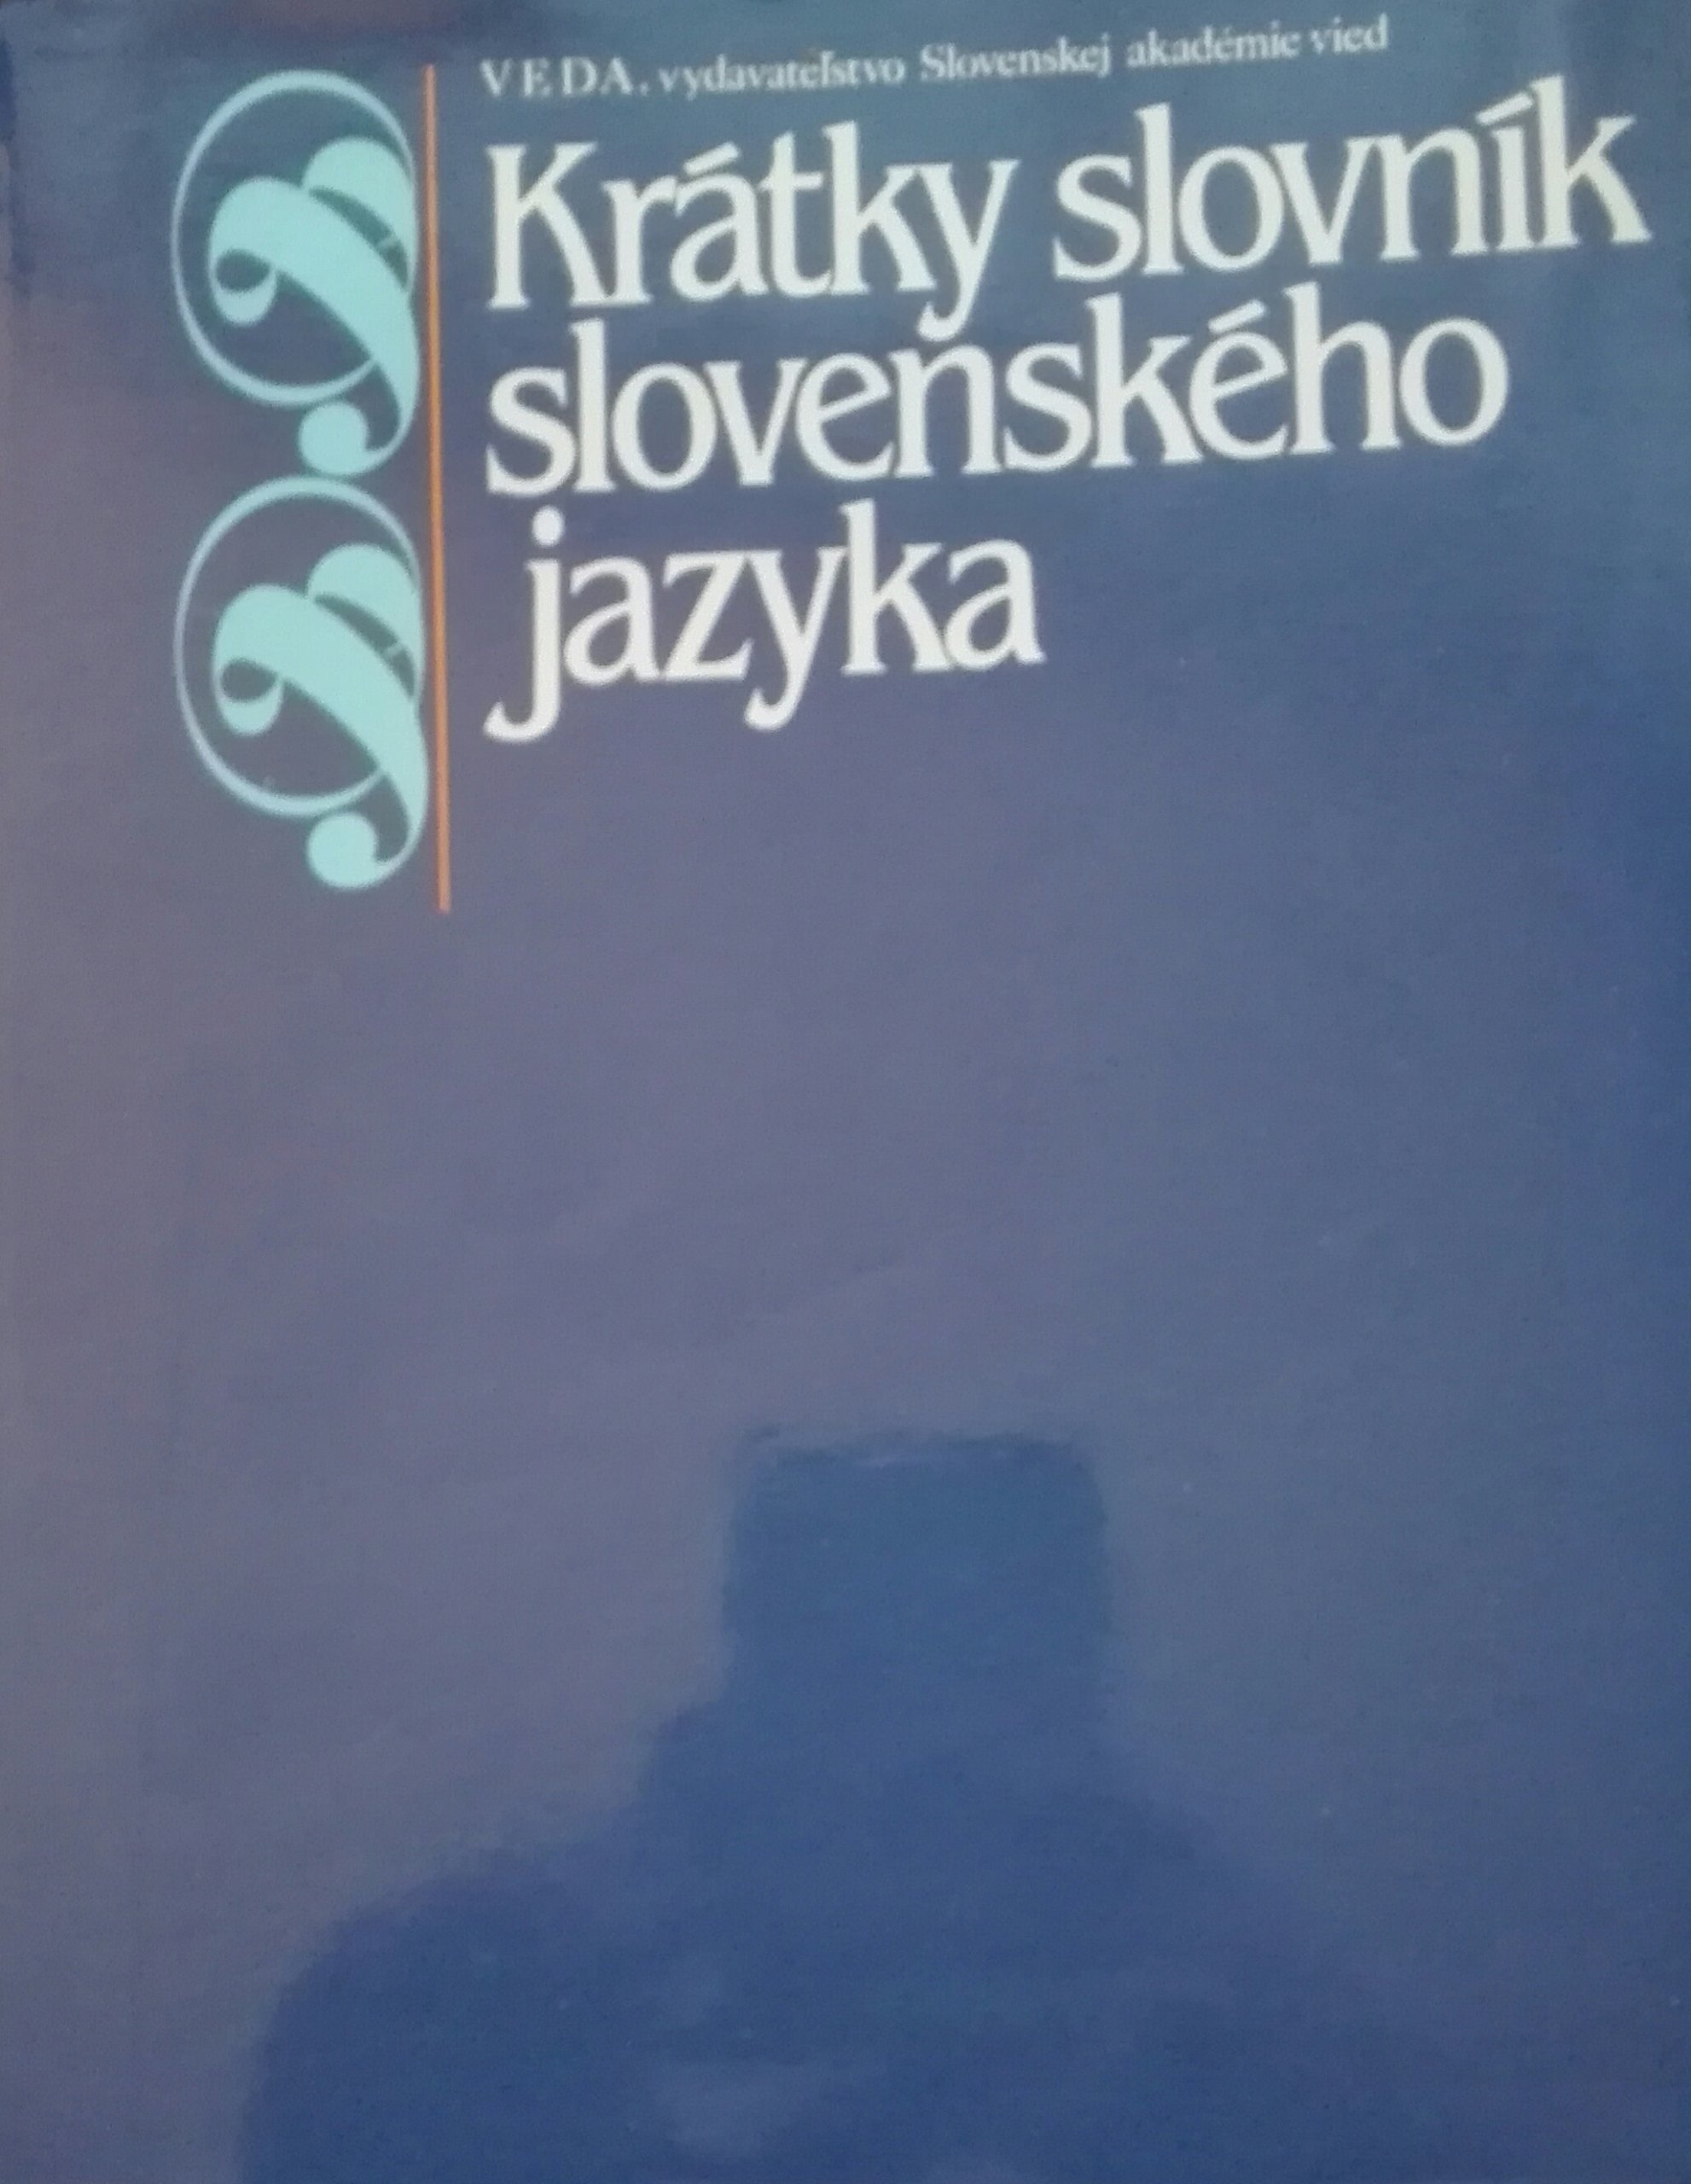 VEDA, vydavateľstvo Slovenskej akadémie vied
Krátky slovník
slovenského
jazyka